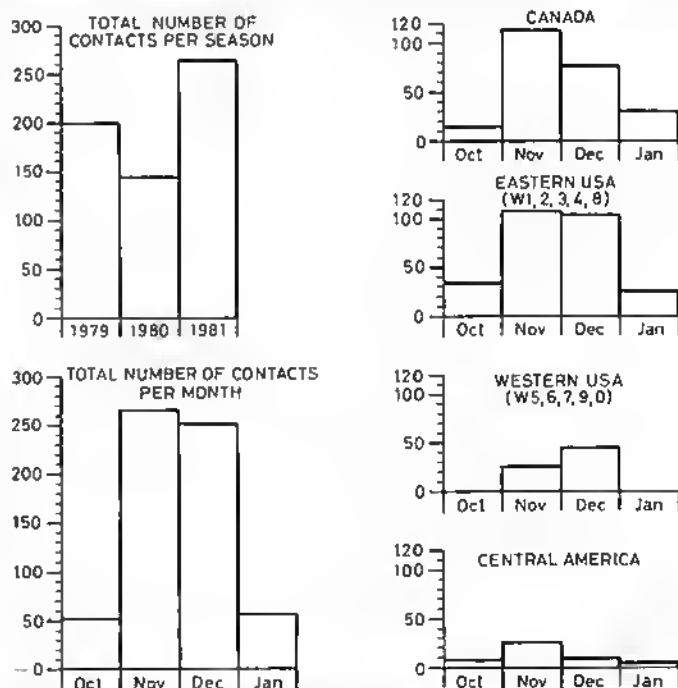 TOTAL NUMBER OF
CONTACTS PER SEASON
300
250
200
150
100
50
0
1979 1980 1981
TOTAL NUMBER OF CONTACTS
PER MONTH
300
250
200
150
100
50
0
Oct Nov Dec Jan
CANADA
120
100
50
0
Oct Nov Dec Jan
EASTERN USA
(W1,2,3,4,8)
120
100
50
0
Oct Nov Dec Jan
WESTERN USA
(W5,6,7,9,0)
120
100
50
0
Oct Nov Dec Jan
CENTRAL AMERICA
120
100
50
0
Oct Nov Dec Jan